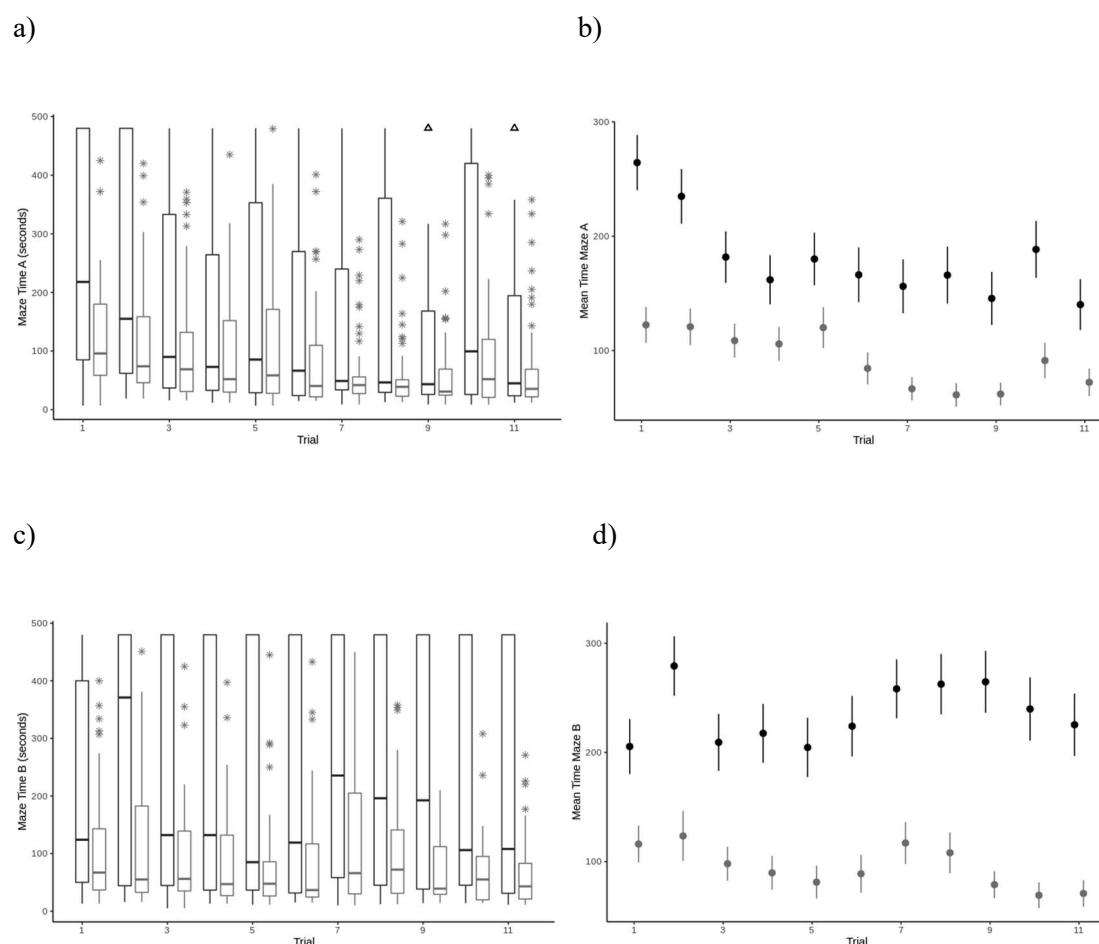 a)
b)
500
400
300
200
100
0
Maze Time A (seconds)
1 3 5 7 9 11
Trial
300
200
100
Mean Time Maze A
1 3 5 7 9 11
Trial
c)
d)
500
400
300
200
100
0
Maze Time B (seconds)
1 3 5 7 9 11
Trial
300
200
100
Mean Time Maze B
1 3 5 7 9 11
Trial